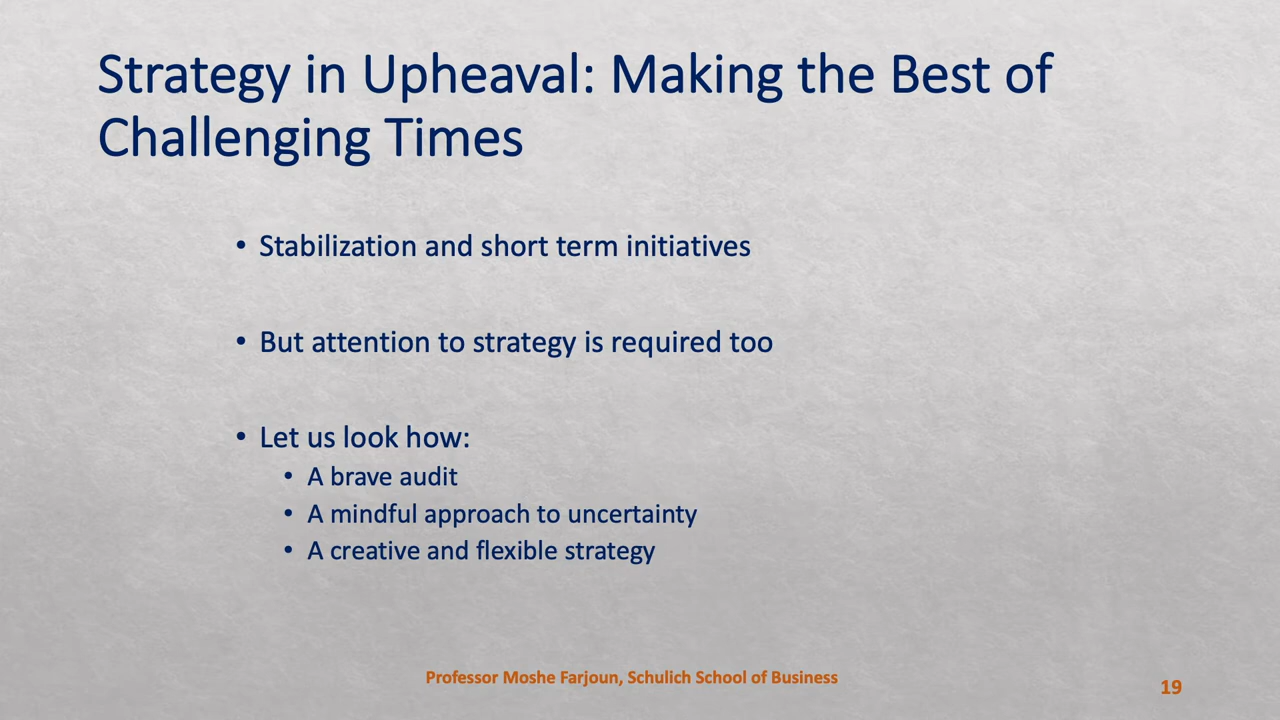 Strategy in Upheaval: Making the Best of
Challenging Times
• Stabilization and short term initiatives
• But attention to strategy is required too
• Let us look how:
• A brave audit
• A mindful approach to uncertainty
• A creative and flexible strategy
Professor Moshe Farjoun, Schulich School of Business
19